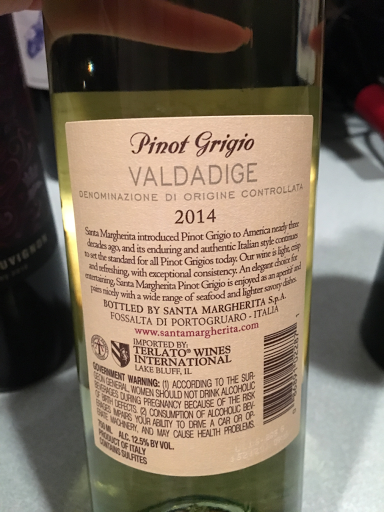 Pinot Grigio
VALDADIGE
DENOMINAZIONE DI ORIGINE CONTROLLATA
2014
Santa Margherita introduced Pinot Grigio to America nearly three
decades ago, and its enduring and authentic Italian style continues
to set the standard for all Pinot Grigios today. Our wine is light, crisp
and refreshing, with exceptional consistency. An elegant choice for
entertaining, Santa Margherita Pinot Grigio is enjoyed as an aperitif and
pairs nicely with a wide range of seafood and lighter savory dishes.
BOTTLED BY SANTA MARGHERITA S.p.A.
FOSSALTA DI PORTOGRUARO - ITALIA
www.santamargherita.com
IMPORTED BY:
TERLATO® WINES
INTERNATIONAL
LAKE BLUFF, IL
GOVERNMENT WARNING: (1) ACCORDING TO THE SUR-
GEON GENERAL, WOMEN SHOULD NOT DRINK ALCOHOLIC
BEVERAGES DURING PREGNANCY BECAUSE OF THE RISK
OF BIRTH DEFECTS. (2) CONSUMPTION OF ALCOHOLIC BEV-
ERAGES IMPAIRS YOUR ABILITY TO DRIVE A CAR OR OP-
ERATE MACHINERY, AND MAY CAUSE HEALTH PROBLEMS.
750 ML ALC. 12.5% BY VOL.
PRODUCT OF ITALY
CONTAINS SULFITES